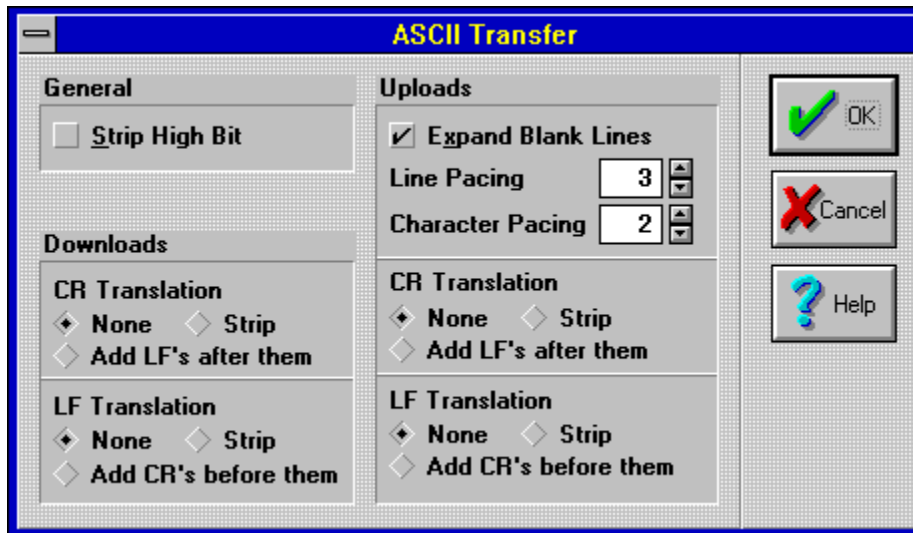 ASCII Transfer
General
Strip High Bit
Downloads
CR Translation
None Strip
Add LF's after them
LF Translation
None Strip
Add CR's before them
Uploads
Expand Blank Lines
Line Pacing 3
Character Pacing 2
CR Translation
None Strip
Add LF's after them
LF Translation
None Strip
Add CR's before them
OK
Cancel
Help